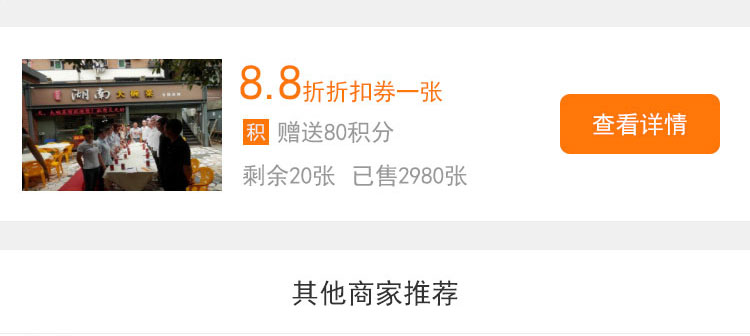 湖南大碗菜
8.8折折扣券一张
积 赠送80积分
查看详情
剩余20张 已售2980张
其他商家推荐